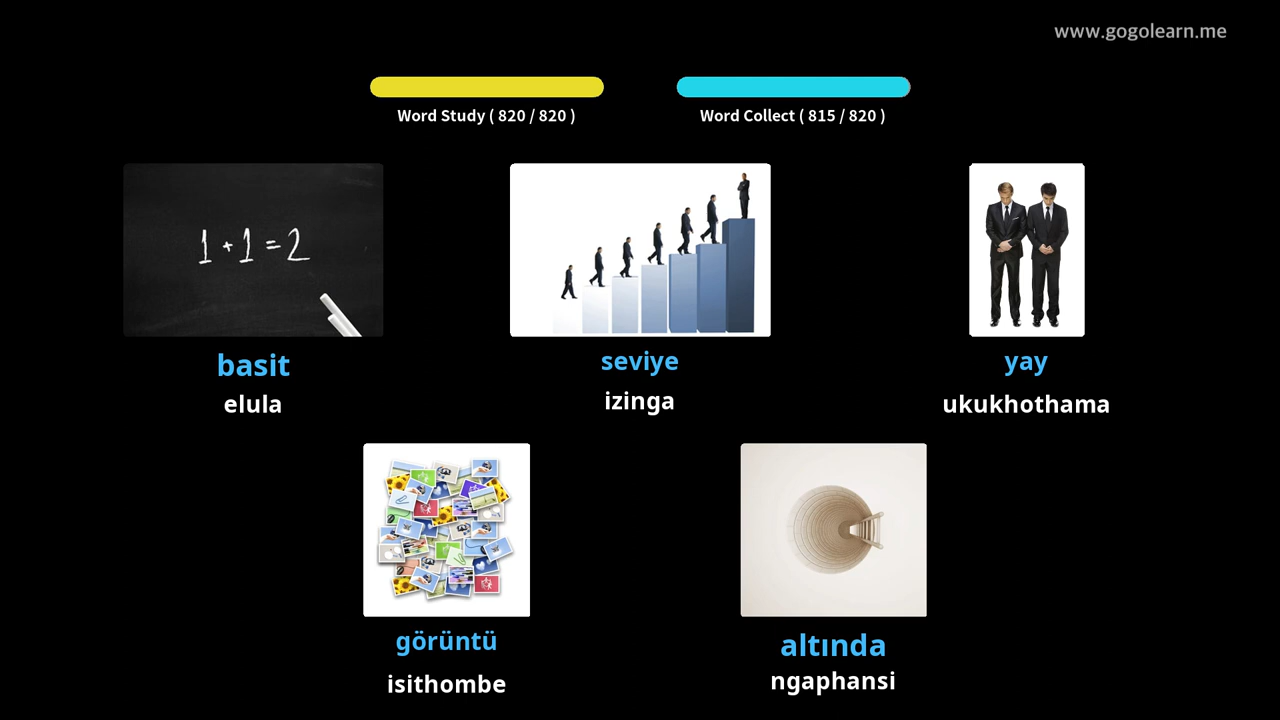 www.gogolearn.me
Word Study ( 820 / 820 )
Word Collect ( 815 / 820 )
1 + 1 = 2
basit
elula
seviye
izinga
yay
ukukhothama
görüntü
isithombe
altında
ngaphansi